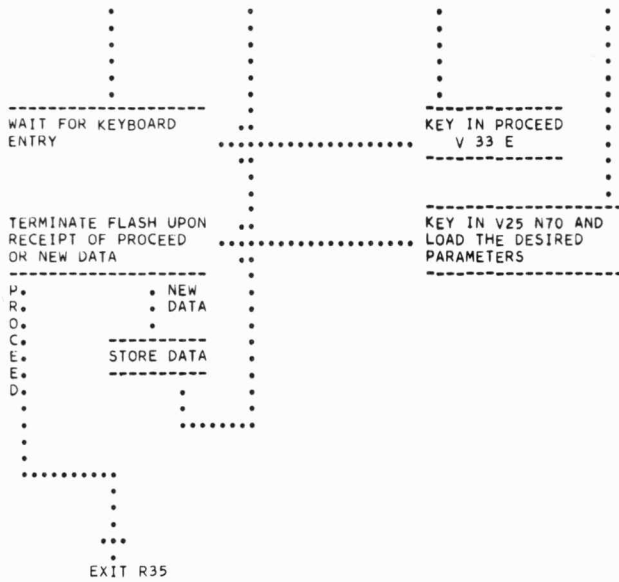 WAIT FOR KEYBOARD
ENTRY
KEY IN PROCEED
V 33 E
TERMINATE FLASH UPON
RECEIPT OF PROCEED
OR NEW DATA
KEY IN V25 N70 AND
LOAD THE DESIRED
PARAMETERS
PROCEED
NEW
DATA
STORE DATA
EXIT R35